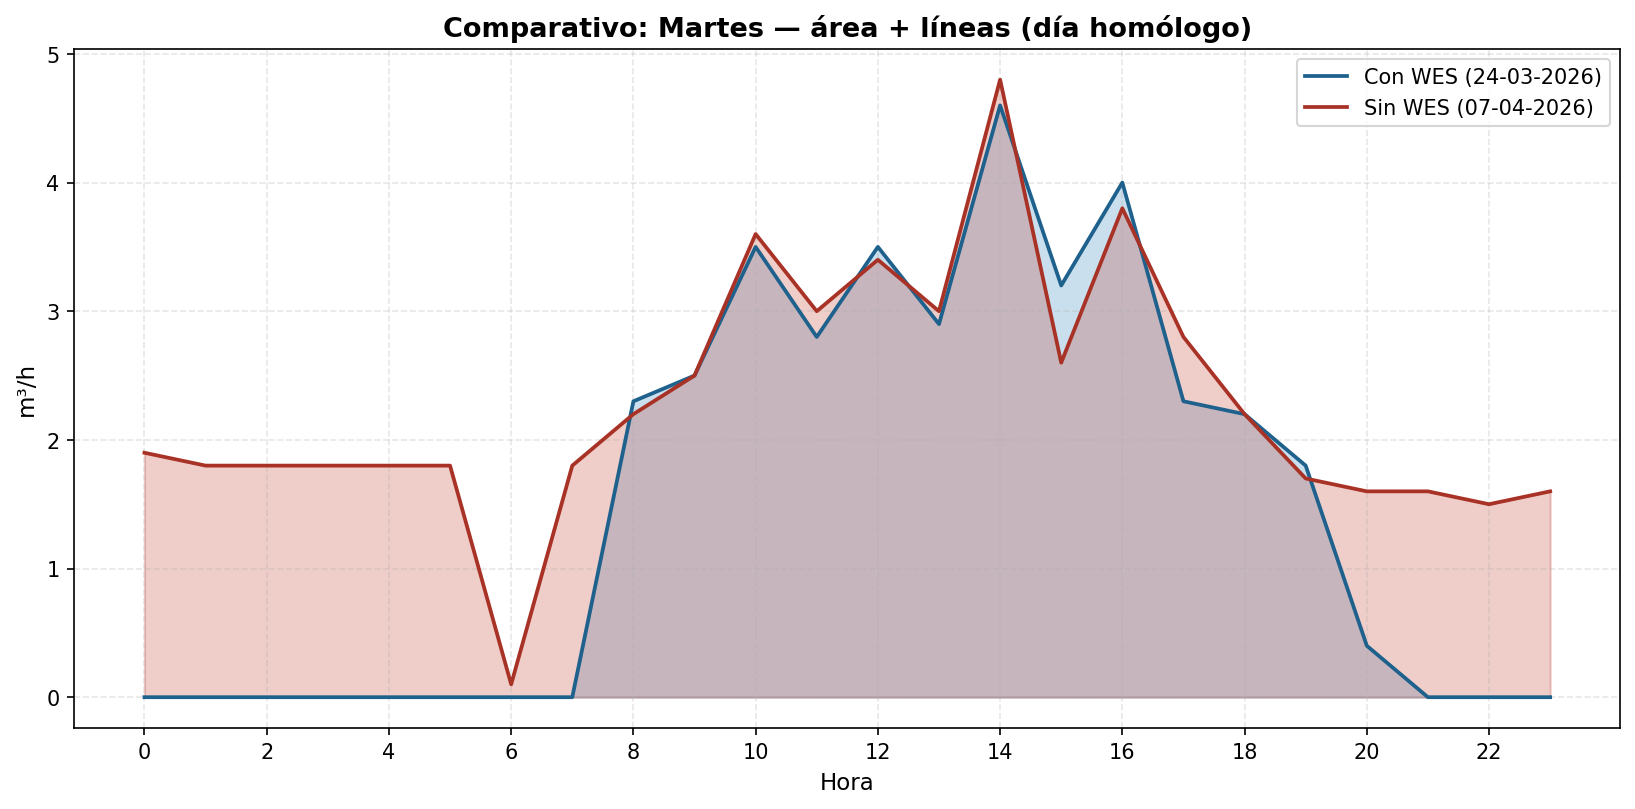 Comparativo: Martes — área + líneas (día homólogo)
Con WES (24-03-2026)
Sin WES (07-04-2026)
5
4
3
2
1
0
m³/h
0 2 4 6 8 10 12 14 16 18 20 22
Hora